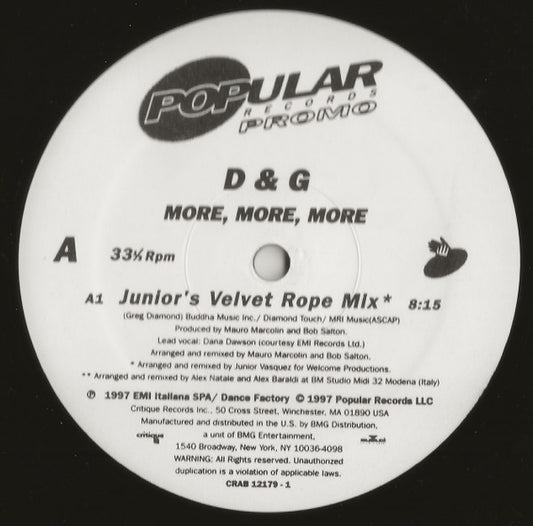 POPULAR
RECORDS
PROMO
D & G
MORE, MORE, MORE
A
33⅓ Rpm
A1 Junior's Velvet Rope Mix* 8:15
(Greg Diamond) Buddha Music Inc./ Diamond Touch/ MRI Music(ASCAP)
Produced by Mauro Marcolin and Bob Salton.
Lead vocal: Dana Dawson (courtesy EMI Records Ltd.)
Arranged and remixed by Mauro Marcolin and Bob Salton.
* Arranged and remixed by Junior Vasquez for Welcome Productions.
** Arranged and remixed by Alex Natale and Alex Baraldi at BM Studio Midi 32 Modena (Italy)
℗ 1997 EMI Italiana SPA/ Dance Factory © 1997 Popular Records LLC
Critique Records Inc., 50 Cross Street, Winchester, MA 01890 USA
Manufactured and distributed in the U.S. by BMG Distribution,
critique a unit of BMG Entertainment,
1540 Broadway, New York, NY 10036-4098
WARNING: All Rights reserved. Unauthorized
duplication is a violation of applicable laws.
CRAB 12179 - 1